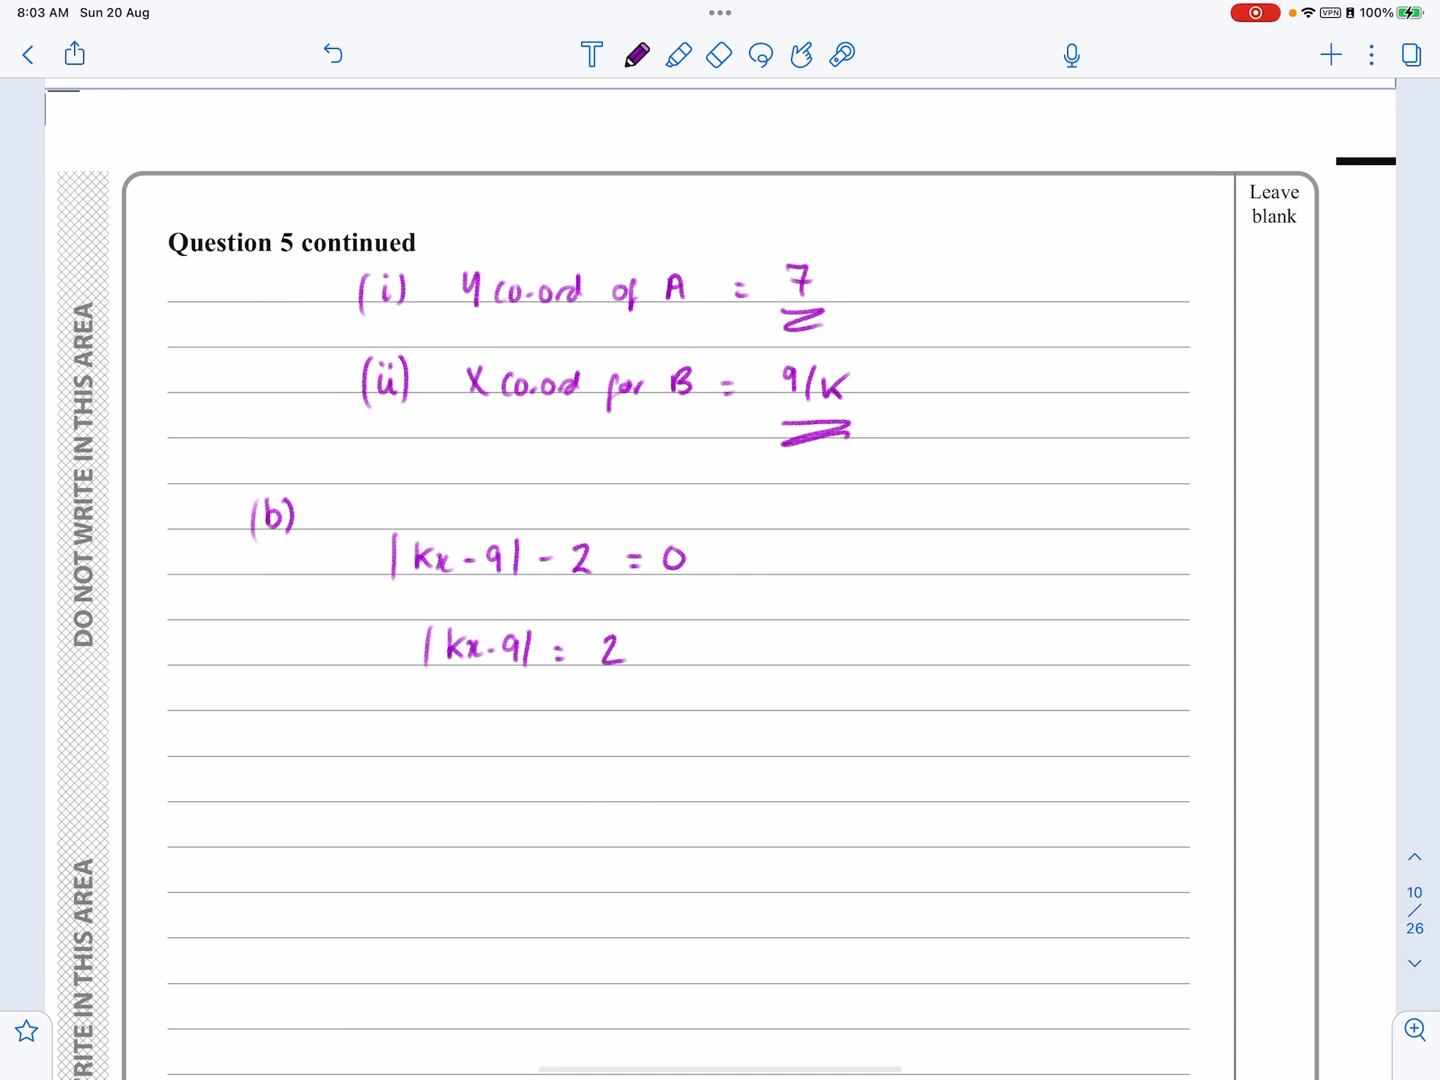 8:03 AM Sun 20 Aug
VPN 100%
T
Leave
blank
Question 5 continued
(i) y co-ord of A = 7
(ii) x co.ord for B = 9/k
(b)
|kx - 9| - 2 = 0
|kx - 9| = 2
DO NOT WRITE IN THIS AREA
RITE IN THIS AREA
10
/
26